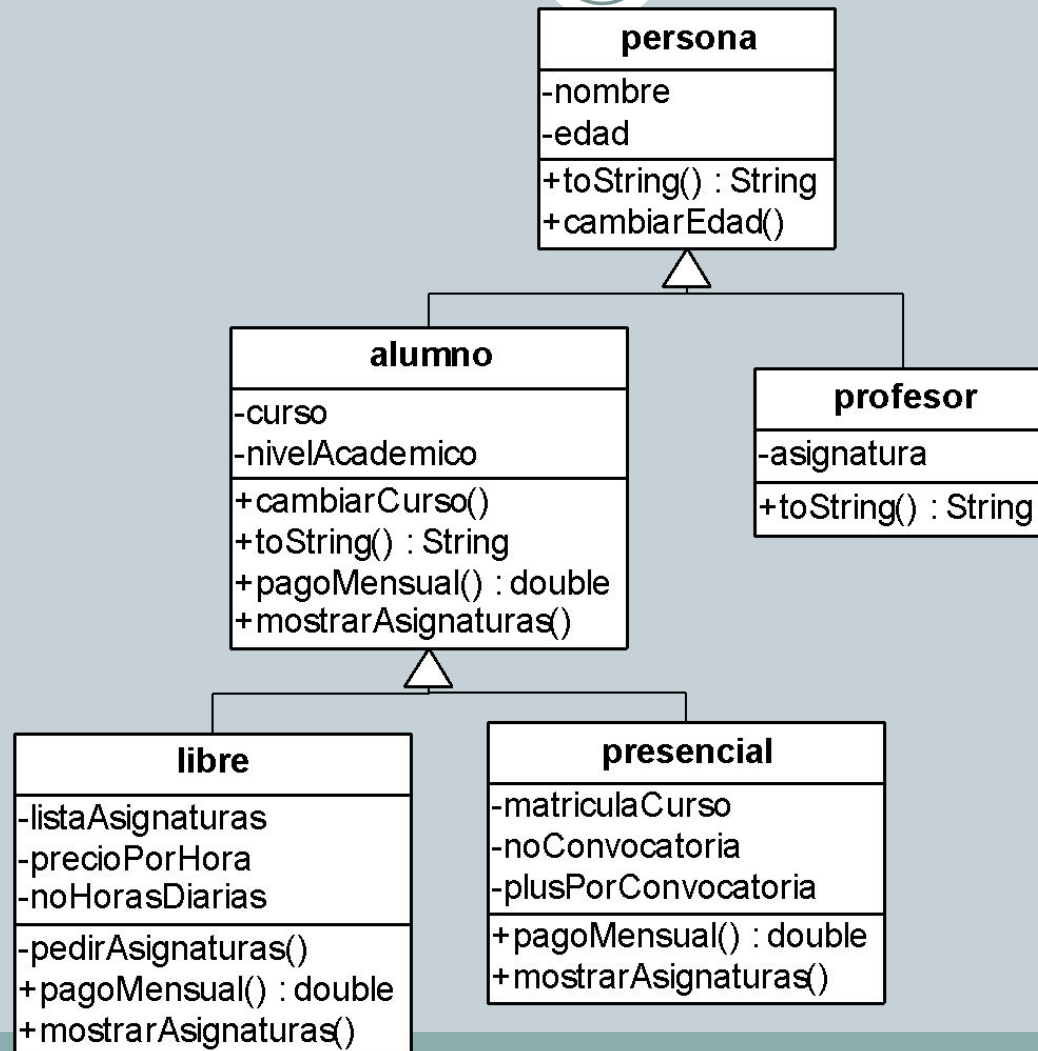 persona
-nombre
-edad
+toString() : String
+cambiarEdad()
alumno
-curso
-nivelAcademico
+cambiarCurso()
+toString() : String
+pagoMensual() : double
+mostrarAsignaturas()
profesor
-asignatura
+toString() : String
libre
-listaAsignaturas
-precioPorHora
-noHorasDiarias
-pedirAsignaturas()
+pagoMensual() : double
+mostrarAsignaturas()
presencial
-matriculaCurso
-noConvocatoria
-plusPorConvocatoria
+pagoMensual() : double
+mostrarAsignaturas()